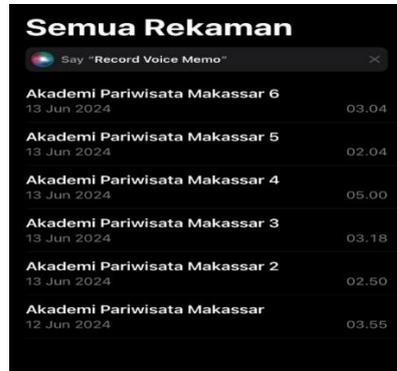 Semua Rekaman
Say "Record Voice Memo"
Akademi Pariwisata Makassar 6
13 Jun 2024 03.04
Akademi Pariwisata Makassar 5
13 Jun 2024 02.04
Akademi Pariwisata Makassar 4
13 Jun 2024 05.00
Akademi Pariwisata Makassar 3
13 Jun 2024 03.18
Akademi Pariwisata Makassar 2
13 Jun 2024 02.50
Akademi Pariwisata Makassar
12 Jun 2024 03.55